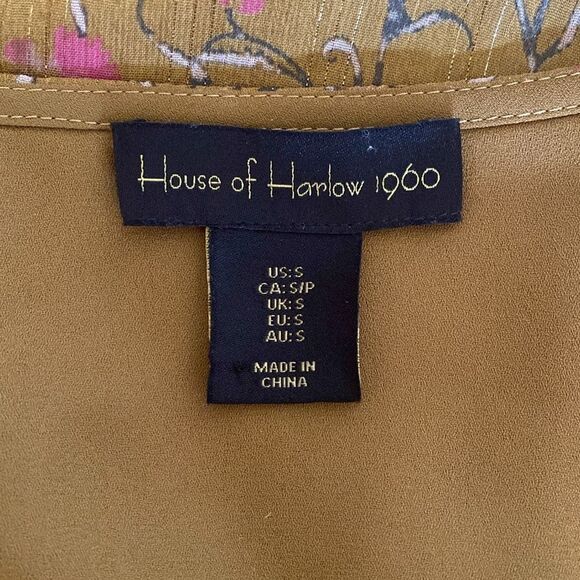 House of Harlow 1960
US: S
CA: S/P
UK: S
EU: S
AU: S
MADE IN
CHINA